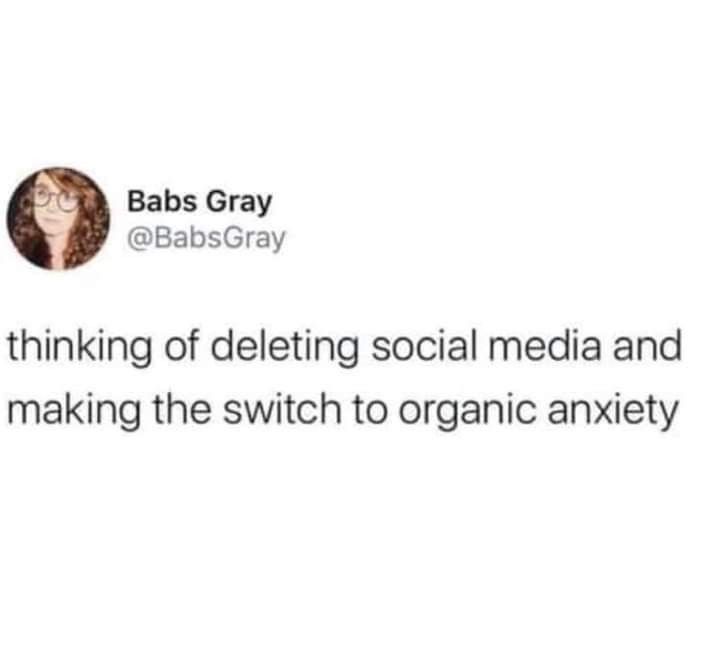 Babs Gray
@BabsGray
thinking of deleting social media and
making the switch to organic anxiety